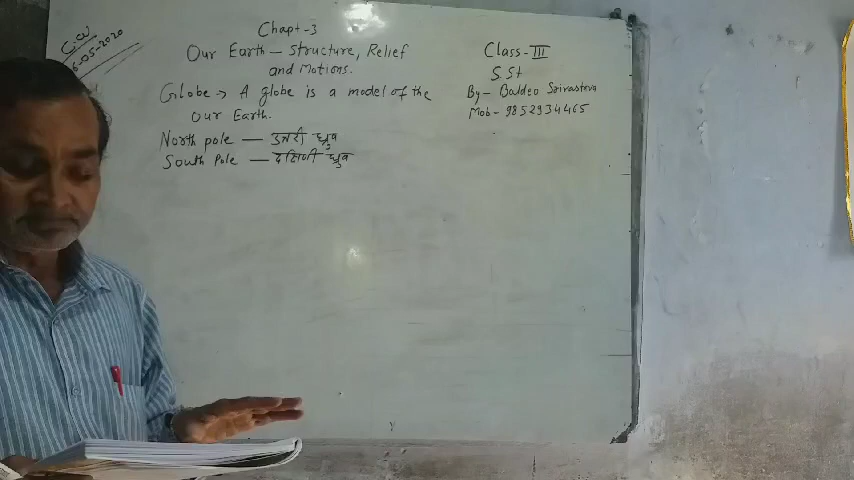 C.W
6-05-2020
Chapt-3
Our Earth — Structure, Relief
and Motions.
Globe → A globe is a model of the
Our Earth.
North pole — उत्तरी ध्रुव
South Pole — दक्षिणी ध्रुव
Class-III
S.St
By- Baldeo Srivastava
Mob- 9852934465